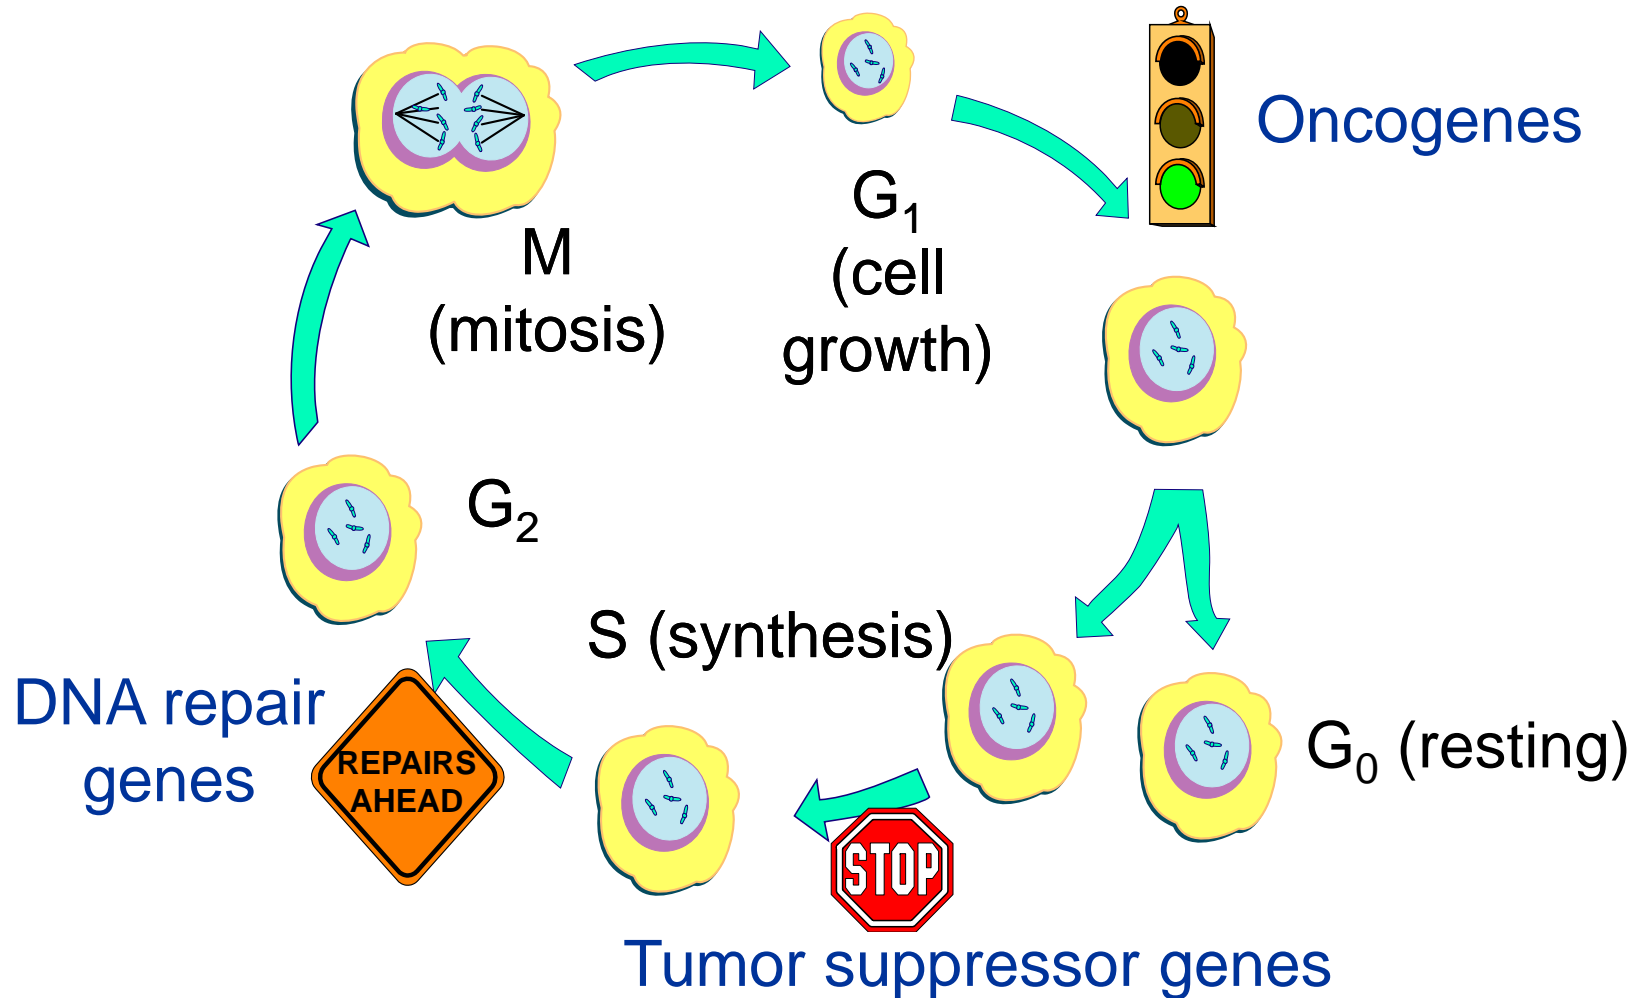 Oncogenes
G₁
(cell
growth)
M
(mitosis)
G₂
S (synthesis)
DNA repair
genes
REPAIRS
AHEAD
G₀ (resting)
STOP
Tumor suppressor genes